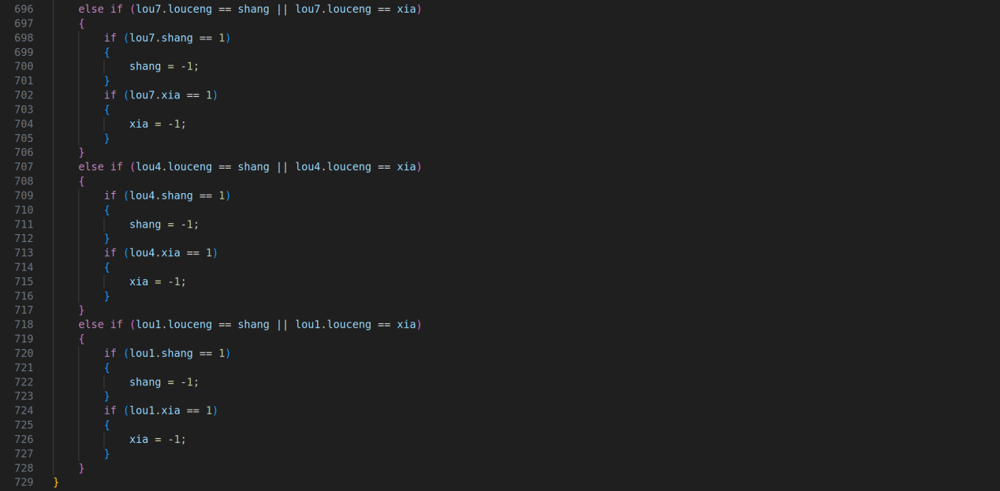 696 else if (lou7.louceng == shang || lou7.louceng == xia)
697 {
698 if (lou7.shang == 1)
699 {
700 shang = -1;
701 }
702 if (lou7.xia == 1)
703 {
704 xia = -1;
705 }
706 }
707 else if (lou4.louceng == shang || lou4.louceng == xia)
708 {
709 if (lou4.shang == 1)
710 {
711 shang = -1;
712 }
713 if (lou4.xia == 1)
714 {
715 xia = -1;
716 }
717 }
718 else if (lou1.louceng == shang || lou1.louceng == xia)
719 {
720 if (lou1.shang == 1)
721 {
722 shang = -1;
723 }
724 if (lou1.xia == 1)
725 {
726 xia = -1;
727 }
728 }
729 }